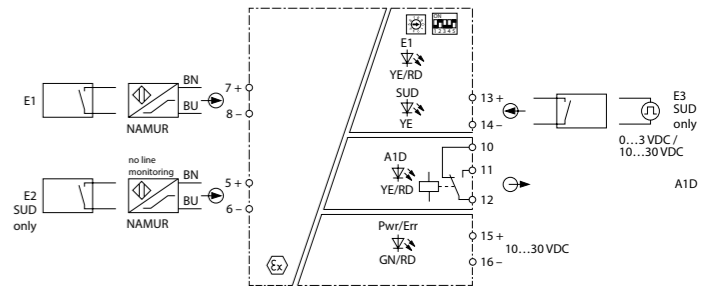 ON
1 2 3 4 5
E1
YE/RD
SUD
YE
E1
BN
BU
NAMUR
7 +
8 –
13 +
14 –
E3
SUD
only
0…3 VDC /
10…30 VDC
10
11
12
A1D
YE/RD
A1D
no line
monitoring
E2
SUD
only
BN
BU
NAMUR
5 +
6 –
Pwr/Err
GN/RD
15 +
16 –
10…30 VDC
Ex